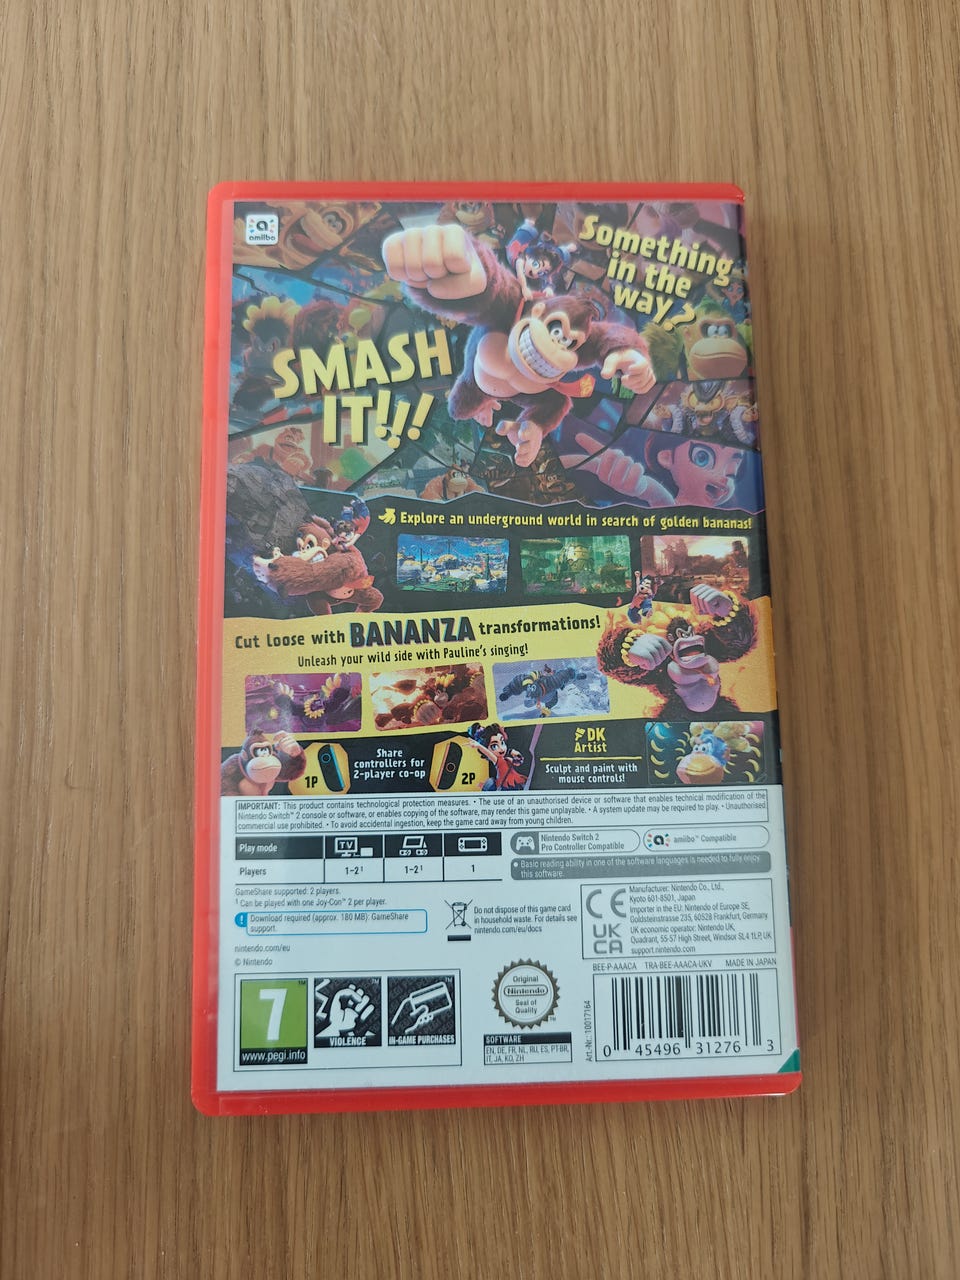 amiibo
Something
in the
way?
SMASH
IT!!!
Explore an underground world in search of golden bananas!
Cut loose with BANANZA transformations!
Unleash your wild side with Pauline's singing!
1P
Share
controllers for
2-player co-op
2P
DK
Artist
Sculpt and paint with
mouse controls!
IMPORTANT: This product contains technological protection measures. • The use of an unauthorised device or software that enables technical modification of the
Nintendo Switch™ 2 console or software, or enables copying of the software, may render this game unplayable. • A system update may be required to play. • Unauthorised
commercial use prohibited. • To avoid accidental ingestion, keep the game card away from young children.
Play mode
TV
Players
1-2¹
1-2¹
1
Nintendo Switch 2
Pro Controller Compatible
amiibo™ Compatible
• Basic reading ability in one of the software languages is needed to fully enjoy
this software.
GameShare supported: 2 players.
¹ Can be played with one Joy-Con™ 2 per player.
! Download required (approx. 180 MB): GameShare
support.
nintendo.com/eu
© Nintendo
Do not dispose of this game card
in household waste. For details see
nintendo.com/eu/docs
CE
UK
CA
Manufacturer: Nintendo Co., Ltd.,
Kyoto 601-8501, Japan
Importer in the EU: Nintendo of Europe SE,
Goldsteinstrasse 235, 60528 Frankfurt, Germany
UK economic operator: Nintendo UK,
Quadrant, 55-57 High Street, Windsor SL4 1LP, UK
support.nintendo.com
BEE-P-AAACA TRA-BEE-AAACA-UKV MADE IN JAPAN
7
™
www.pegi.info
VIOLENCE
™
IN-GAME PURCHASES
Original
Nintendo
Seal of
Quality
™
SOFTWARE
EN, DE, FR, NL, RU, ES, PT-BR,
IT, JA, KO, ZH
Art.-Nr.: 10017164
0 45496 31276 3